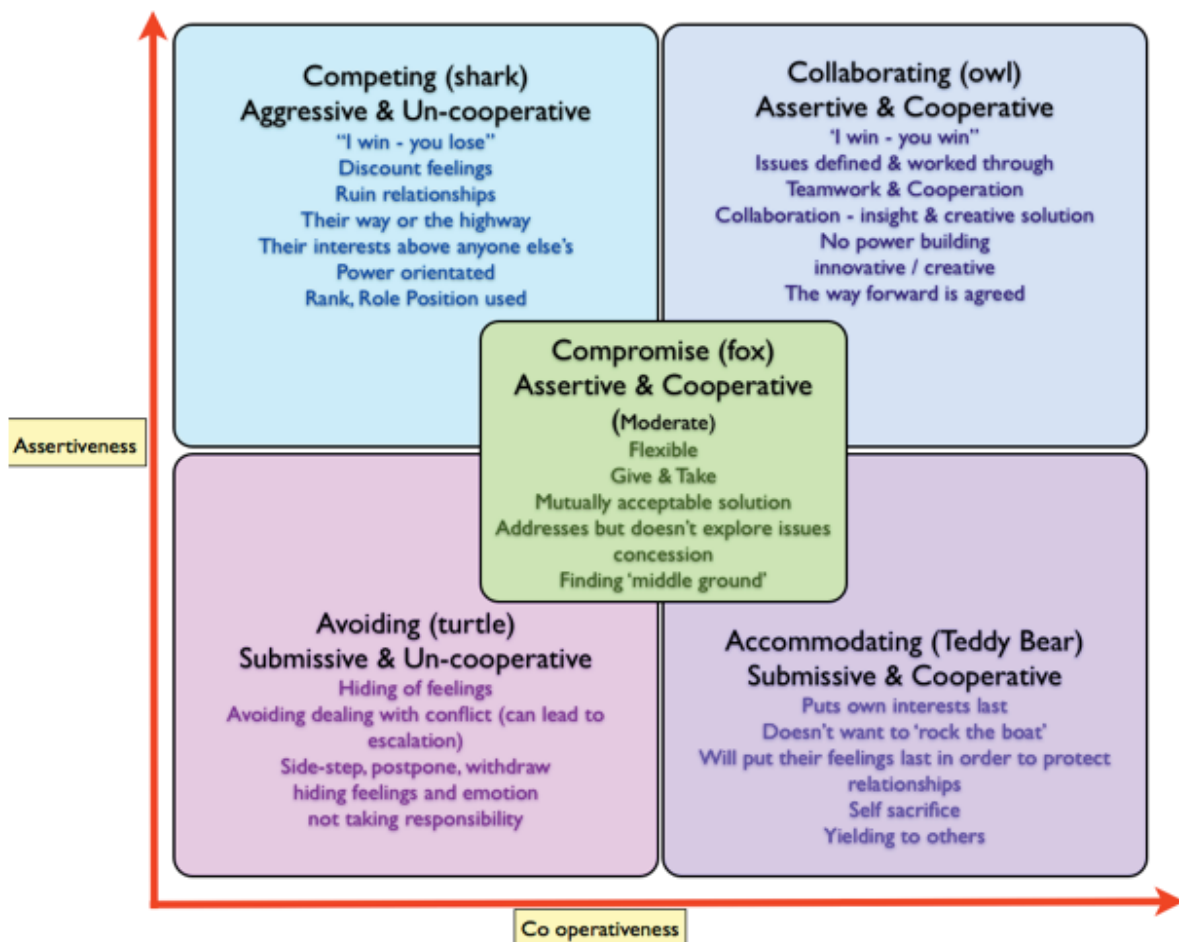 Competing (shark)
Aggressive & Un-cooperative
“I win - you lose”
Discount feelings
Ruin relationships
Their way or the highway
Their interests above anyone else’s
Power orientated
Rank, Role Position used
Collaborating (owl)
Assertive & Cooperative
‘I win - you win”
Issues defined & worked through
Teamwork & Cooperation
Collaboration - insight & creative solution
No power building
innovative / creative
The way forward is agreed
Compromise (fox)
Assertive & Cooperative
(Moderate)
Flexible
Give & Take
Mutually acceptable solution
Addresses but doesn’t explore issues
concession
Finding ‘middle ground’
Assertiveness
Avoiding (turtle)
Submissive & Un-cooperative
Hiding of feelings
Avoiding dealing with conflict (can lead to
escalation)
Side-step, postpone, withdraw
hiding feelings and emotion
not taking responsibility
Accommodating (Teddy Bear)
Submissive & Cooperative
Puts own interests last
Doesn’t want to ‘rock the boat’
Will put their feelings last in order to protect
relationships
Self sacrifice
Yielding to others
Co operativeness